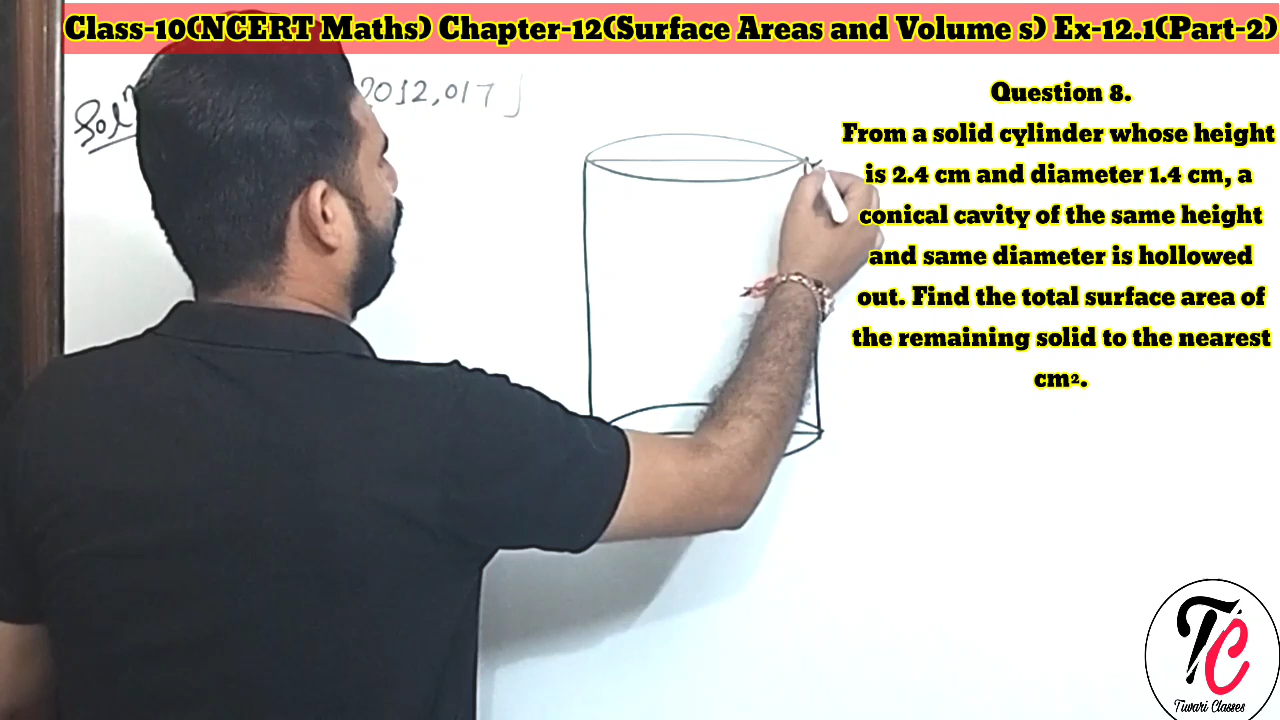 Class-10(NCERT Maths) Chapter-12(Surface Areas and Volume s) Ex-12.1(Part-2)
Solⁿ 2012,017]
Question 8.
From a solid cylinder whose height
is 2.4 cm and diameter 1.4 cm, a
conical cavity of the same height
and same diameter is hollowed
out. Find the total surface area of
the remaining solid to the nearest
cm².
TC
Tiwari Classes